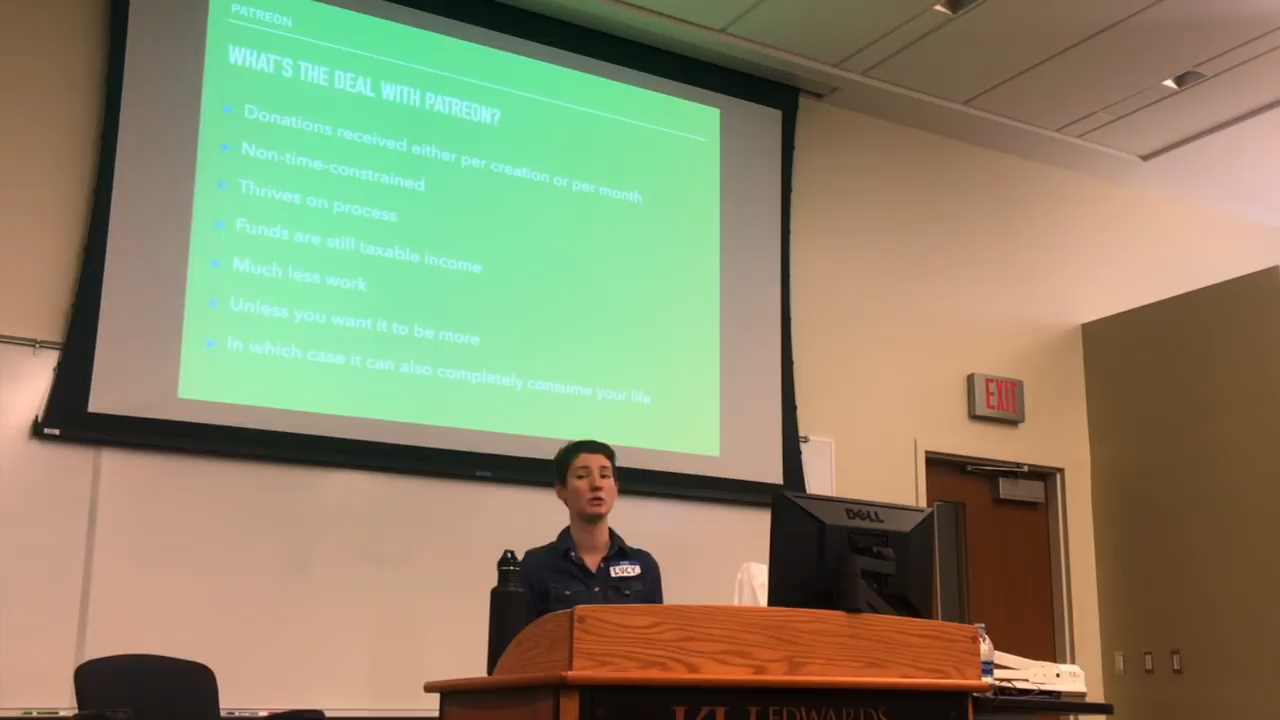 PATREON
WHAT'S THE DEAL WITH PATREON?
Donations received either per creation or per month
Non-time-constrained
Thrives on process
Funds are still taxable income
Much less work
Unless you want it to be more
In which case it can also completely consume your life
EXIT
DELL
LUCY
KU EDWARDS